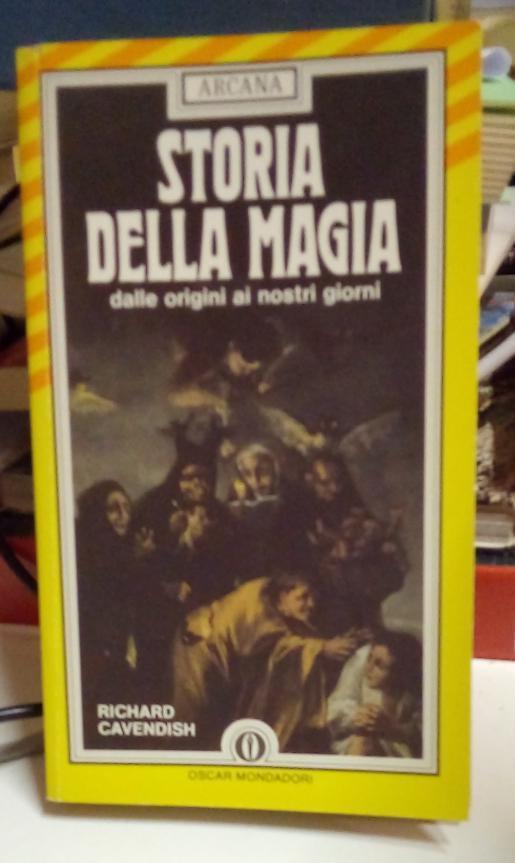 ARCANA
STORIA
DELLA MAGIA
dalle origini ai nostri giorni
RICHARD
CAVENDISH
OSCAR MONDADORI